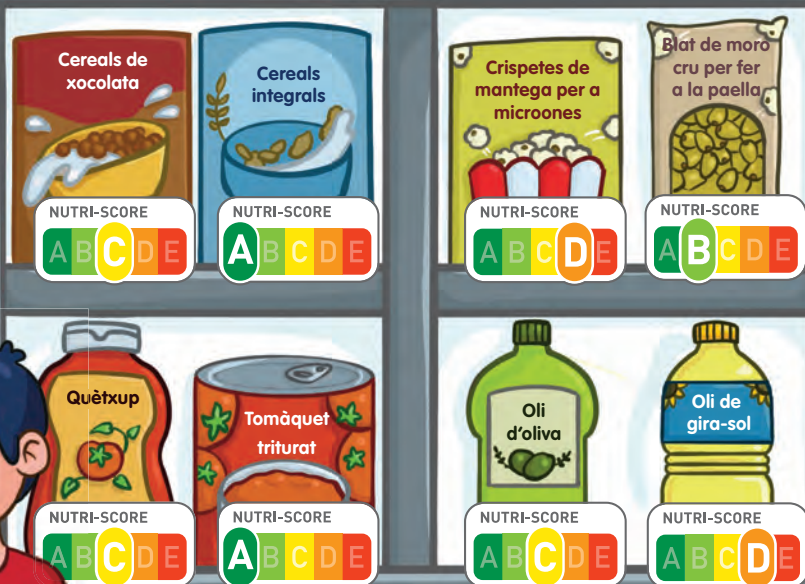 Cereals de
xocolata
Cereals
integrals
Crispetes de
mantega per a
microones
Blat de moro
cru per fer
a la paella
NUTRI-SCORE
A B C D E
NUTRI-SCORE
A B C D E
NUTRI-SCORE
A B C D E
NUTRI-SCORE
A B C D E
Quètxup
Tomàquet
triturat
Oli
d'oliva
Oli de
gira-sol
NUTRI-SCORE
A B C D E
NUTRI-SCORE
A B C D E
NUTRI-SCORE
A B C D E
NUTRI-SCORE
A B C D E